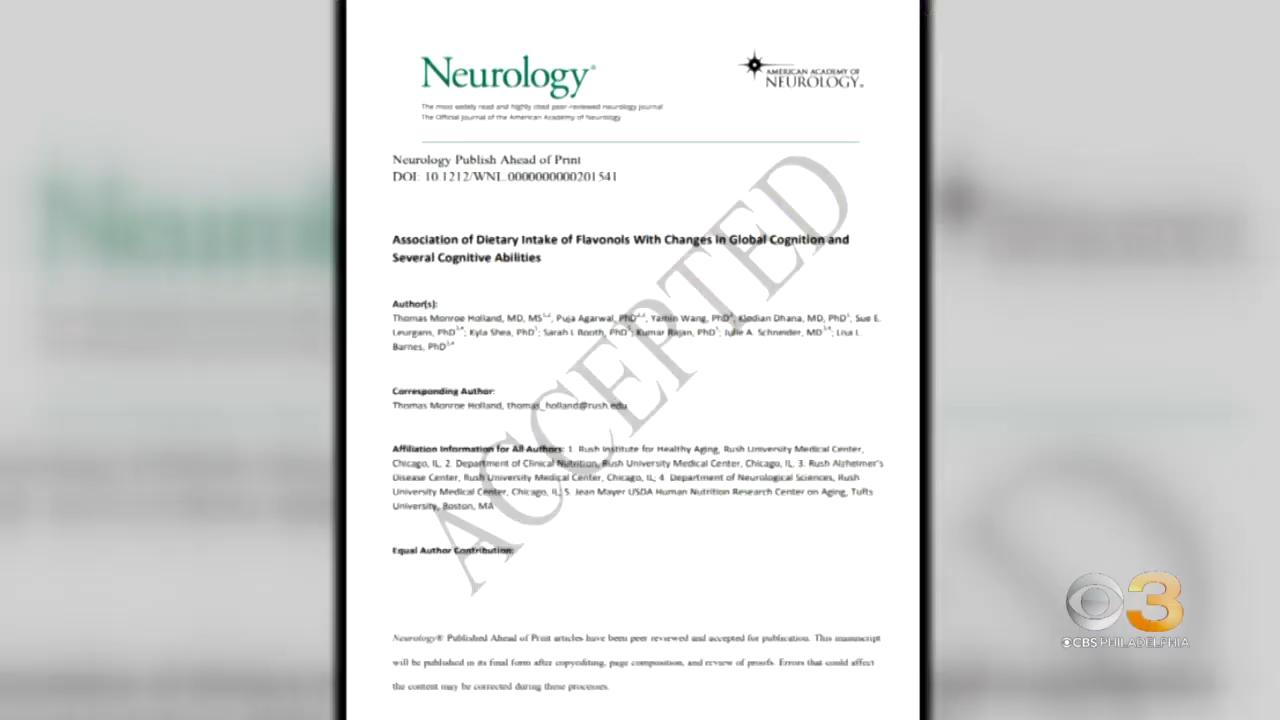 Neurology®
AMERICAN ACADEMY OF
NEUROLOGY®
The most widely read and highly cited peer-reviewed neurology journal
The Official Journal of the American Academy of Neurology
Neurology Publish Ahead of Print
DOI: 10.1212/WNL.0000000000201541
Association of Dietary Intake of Flavonols With Changes in Global Cognition and
Several Cognitive Abilities
Author(s):
Thomas Monroe Holland, MD, MS; Puja Agarwal, PhD; Yamin Wang, PhD; Klodian Dhana, MD, PhD; Sue E.
Leurgans, PhD; Kyla Shea, PhD; Sarah L Booth, PhD; Kumar Rajan, PhD; Julie A. Schneider, MD; Lisa L.
Barnes, PhD
Corresponding Author:
Thomas Monroe Holland, thomas_holland@rush.edu
Affiliation Information for All Authors: 1. Rush Institute for Healthy Aging, Rush University Medical Center,
Chicago, IL, 2. Department of Clinical Nutrition, Rush University Medical Center, Chicago, IL, 3. Rush Alzheimer's
Disease Center, Rush University Medical Center, Chicago, IL; 4. Department of Neurological Sciences, Rush
University Medical Center, Chicago, IL; 5. Jean Mayer USDA Human Nutrition Research Center on Aging, Tufts
University, Boston, MA
Equal Author Contribution:
Neurology® Published Ahead of Print articles have been peer reviewed and accepted for publication. This manuscript
will be published in its final form after copyediting, page composition, and review of proofs. Errors that could affect
the content may be corrected during these processes.
ACCEPTED
3
CBS PHILADELPHIA